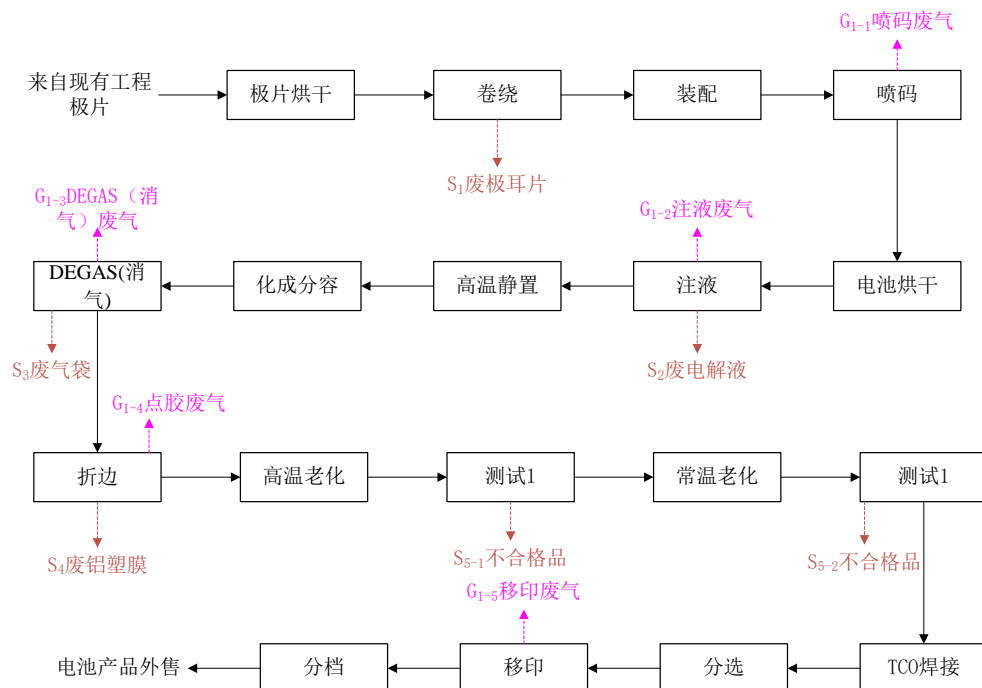 G1-1喷码废气
来自现有工程
极片
极片烘干
卷绕
装配
喷码
S1废极耳片
G1-3DEGAS（消
气）废气
G1-2注液废气
DEGAS(消
气)
化成分容
高温静置
注液
电池烘干
S3废气袋
S2废电解液
G1-4点胶废气
折边
高温老化
测试1
常温老化
测试1
S4废铝塑膜
S5-1不合格品
S5-2不合格品
G1-5移印废气
电池产品外售
分档
移印
分选
TCO焊接